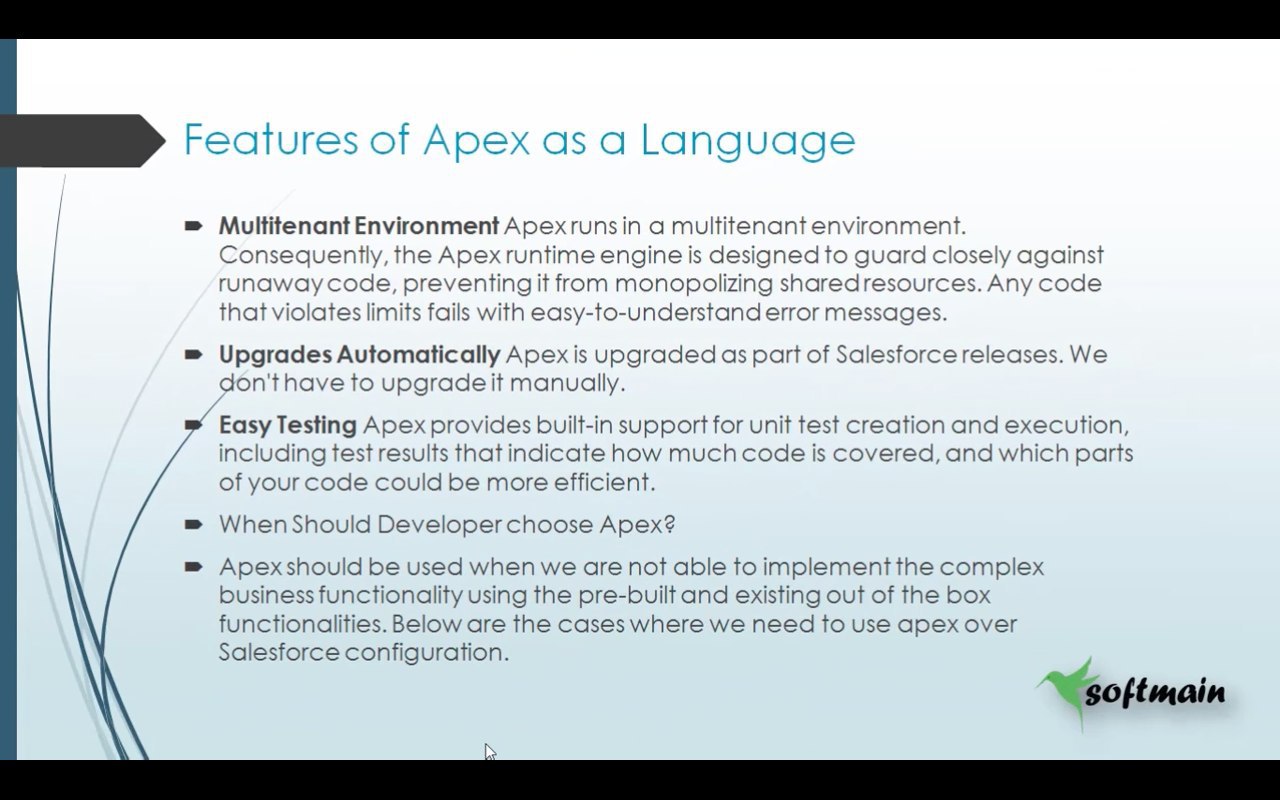 Features of Apex as a Language
Multitenant Environment Apex runs in a multitenant environment.
Consequently, the Apex runtime engine is designed to guard closely against
runaway code, preventing it from monopolizing shared resources. Any code
that violates limits fails with easy-to-understand error messages.
Upgrades Automatically Apex is upgraded as part of Salesforce releases. We
don't have to upgrade it manually.
Easy Testing Apex provides built-in support for unit test creation and execution,
including test results that indicate how much code is covered, and which parts
of your code could be more efficient.
When Should Developer choose Apex?
Apex should be used when we are not able to implement the complex
business functionality using the pre-built and existing out of the box
functionalities. Below are the cases where we need to use apex over
Salesforce configuration.
softmain